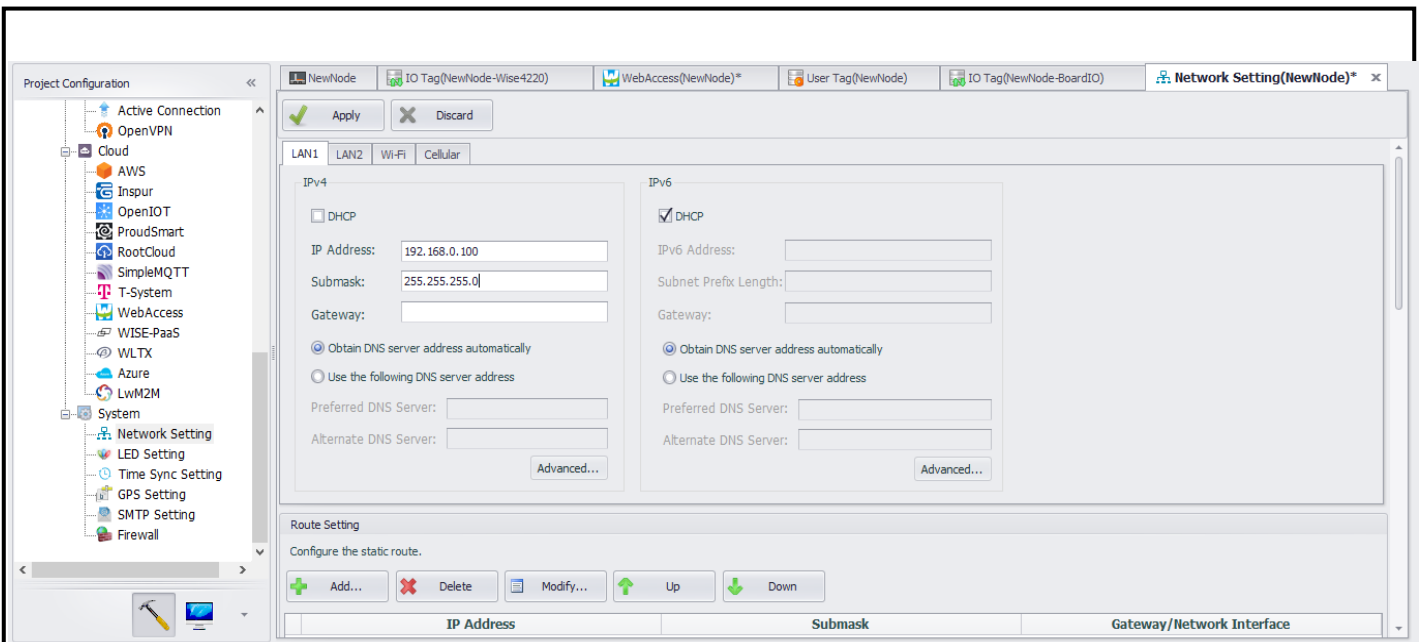 Project Configuration
Active Connection
OpenVPN
Cloud
AWS
Inspur
OpenIOT
ProudSmart
RootCloud
SimpleMQTT
T-System
WebAccess
WISE-PaaS
WLTX
Azure
LwM2M
System
Network Setting
LED Setting
Time Sync Setting
GPS Setting
SMTP Setting
Firewall
NewNode IO Tag(NewNode-Wise4220) WebAccess(NewNode)* User Tag(NewNode) IO Tag(NewNode-BoardIO) Network Setting(NewNode)*
Apply Discard
LAN1 LAN2 Wi-Fi Cellular
IPv4
DHCP
IP Address: 192.168.0.100
Submask: 255.255.255.0
Gateway:
Obtain DNS server address automatically
Use the following DNS server address
Preferred DNS Server:
Alternate DNS Server:
Advanced...
IPv6
DHCP
IPv6 Address:
Subnet Prefix Length:
Gateway:
Obtain DNS server address automatically
Use the following DNS server address
Preferred DNS Server:
Alternate DNS Server:
Advanced...
Route Setting
Configure the static route.
Add... Delete Modify... Up Down
IP Address Submask Gateway/Network Interface